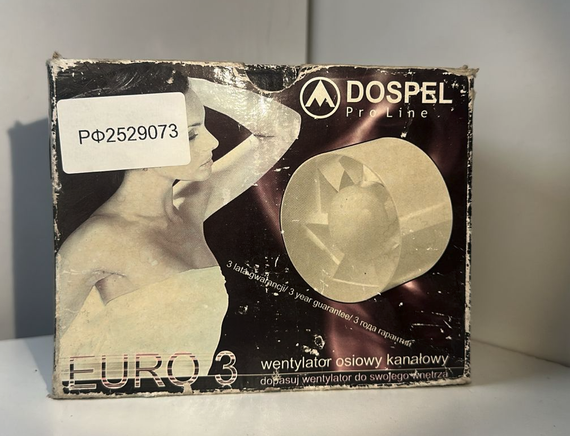 DOSPEL
Pro Line
РФ2529073
3 lata gwarancji/ 3 year guarantee/ 3 года гарантии
EURO 3
wentylator osiowy kanałowy
dopasuj wentylator do swojego wnętrza